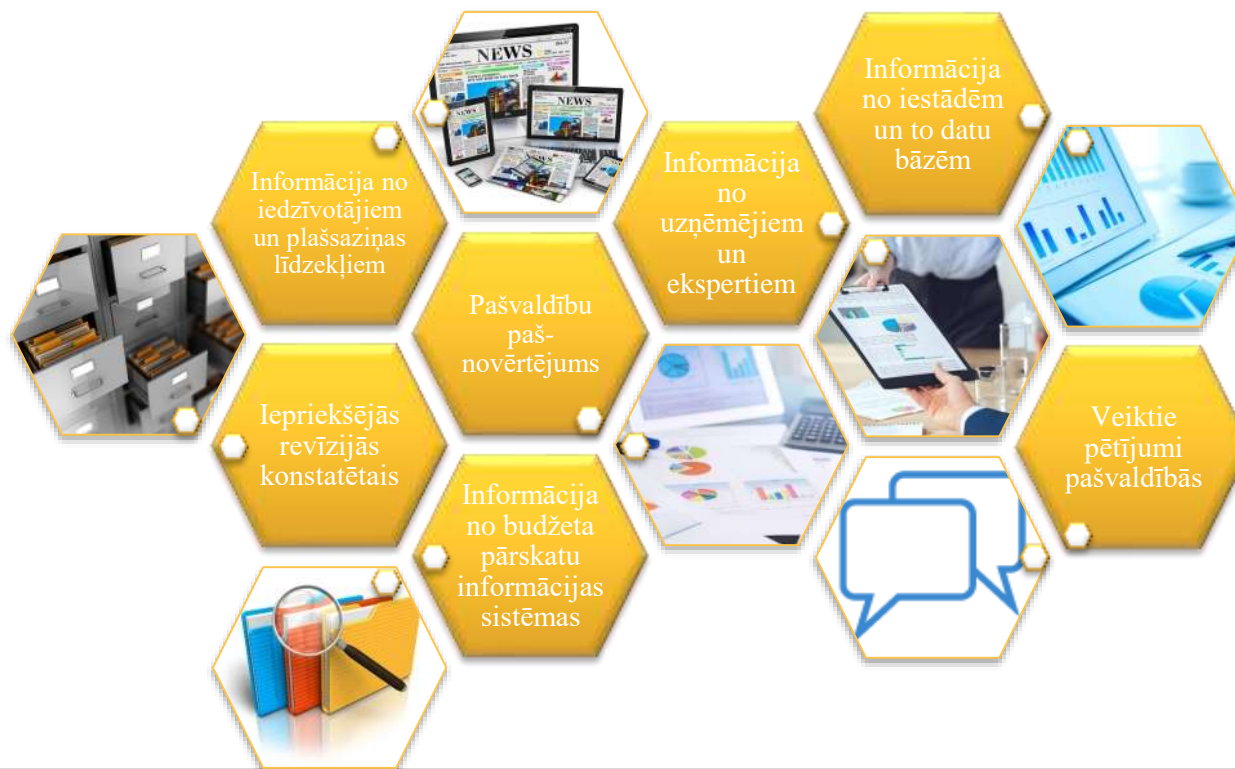 NEWS
NEWS
NEWS
Informācija
no iestādēm
un to datu
bāzēm
Informācija no
iedzīvotājiem
un plašsaziņas
līdzekļiem
Informācija
no
uzņēmējiem
un
ekspertiem
Pašvaldību
paš-
novērtējums
Iepriekšējās
revīzijās
konstatētais
Veiktie
pētījumi
pašvaldībās
Informācija
no budžeta
pārskatu
informācijas
sistēmas